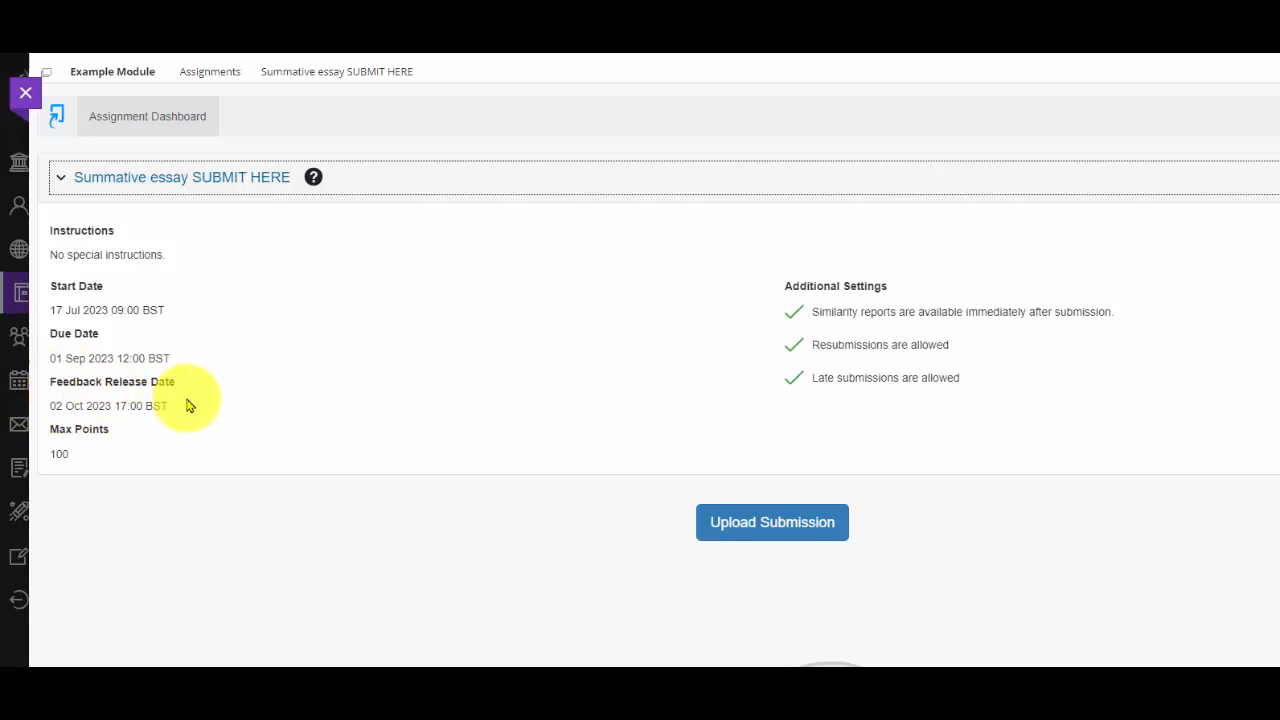 Example Module Assignments Summative essay SUBMIT HERE
Assignment Dashboard
Summative essay SUBMIT HERE ?
Instructions
No special instructions.
Start Date
17 Jul 2023 09:00 BST
Due Date
01 Sep 2023 12:00 BST
Feedback Release Date
02 Oct 2023 17:00 BST
Max Points
100
Additional Settings
Similarity reports are available immediately after submission.
Resubmissions are allowed
Late submissions are allowed
Upload Submission